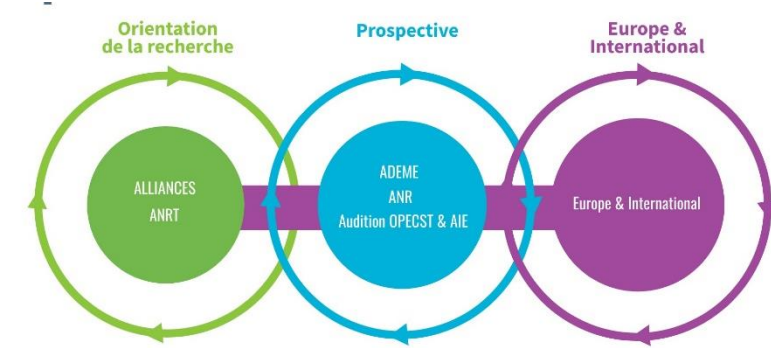 Orientation
de la recherche
Prospective
Europe &
International
ALLIANCES
ANRT
ADEME
ANR
Audition OPECST & AIE
Europe & International